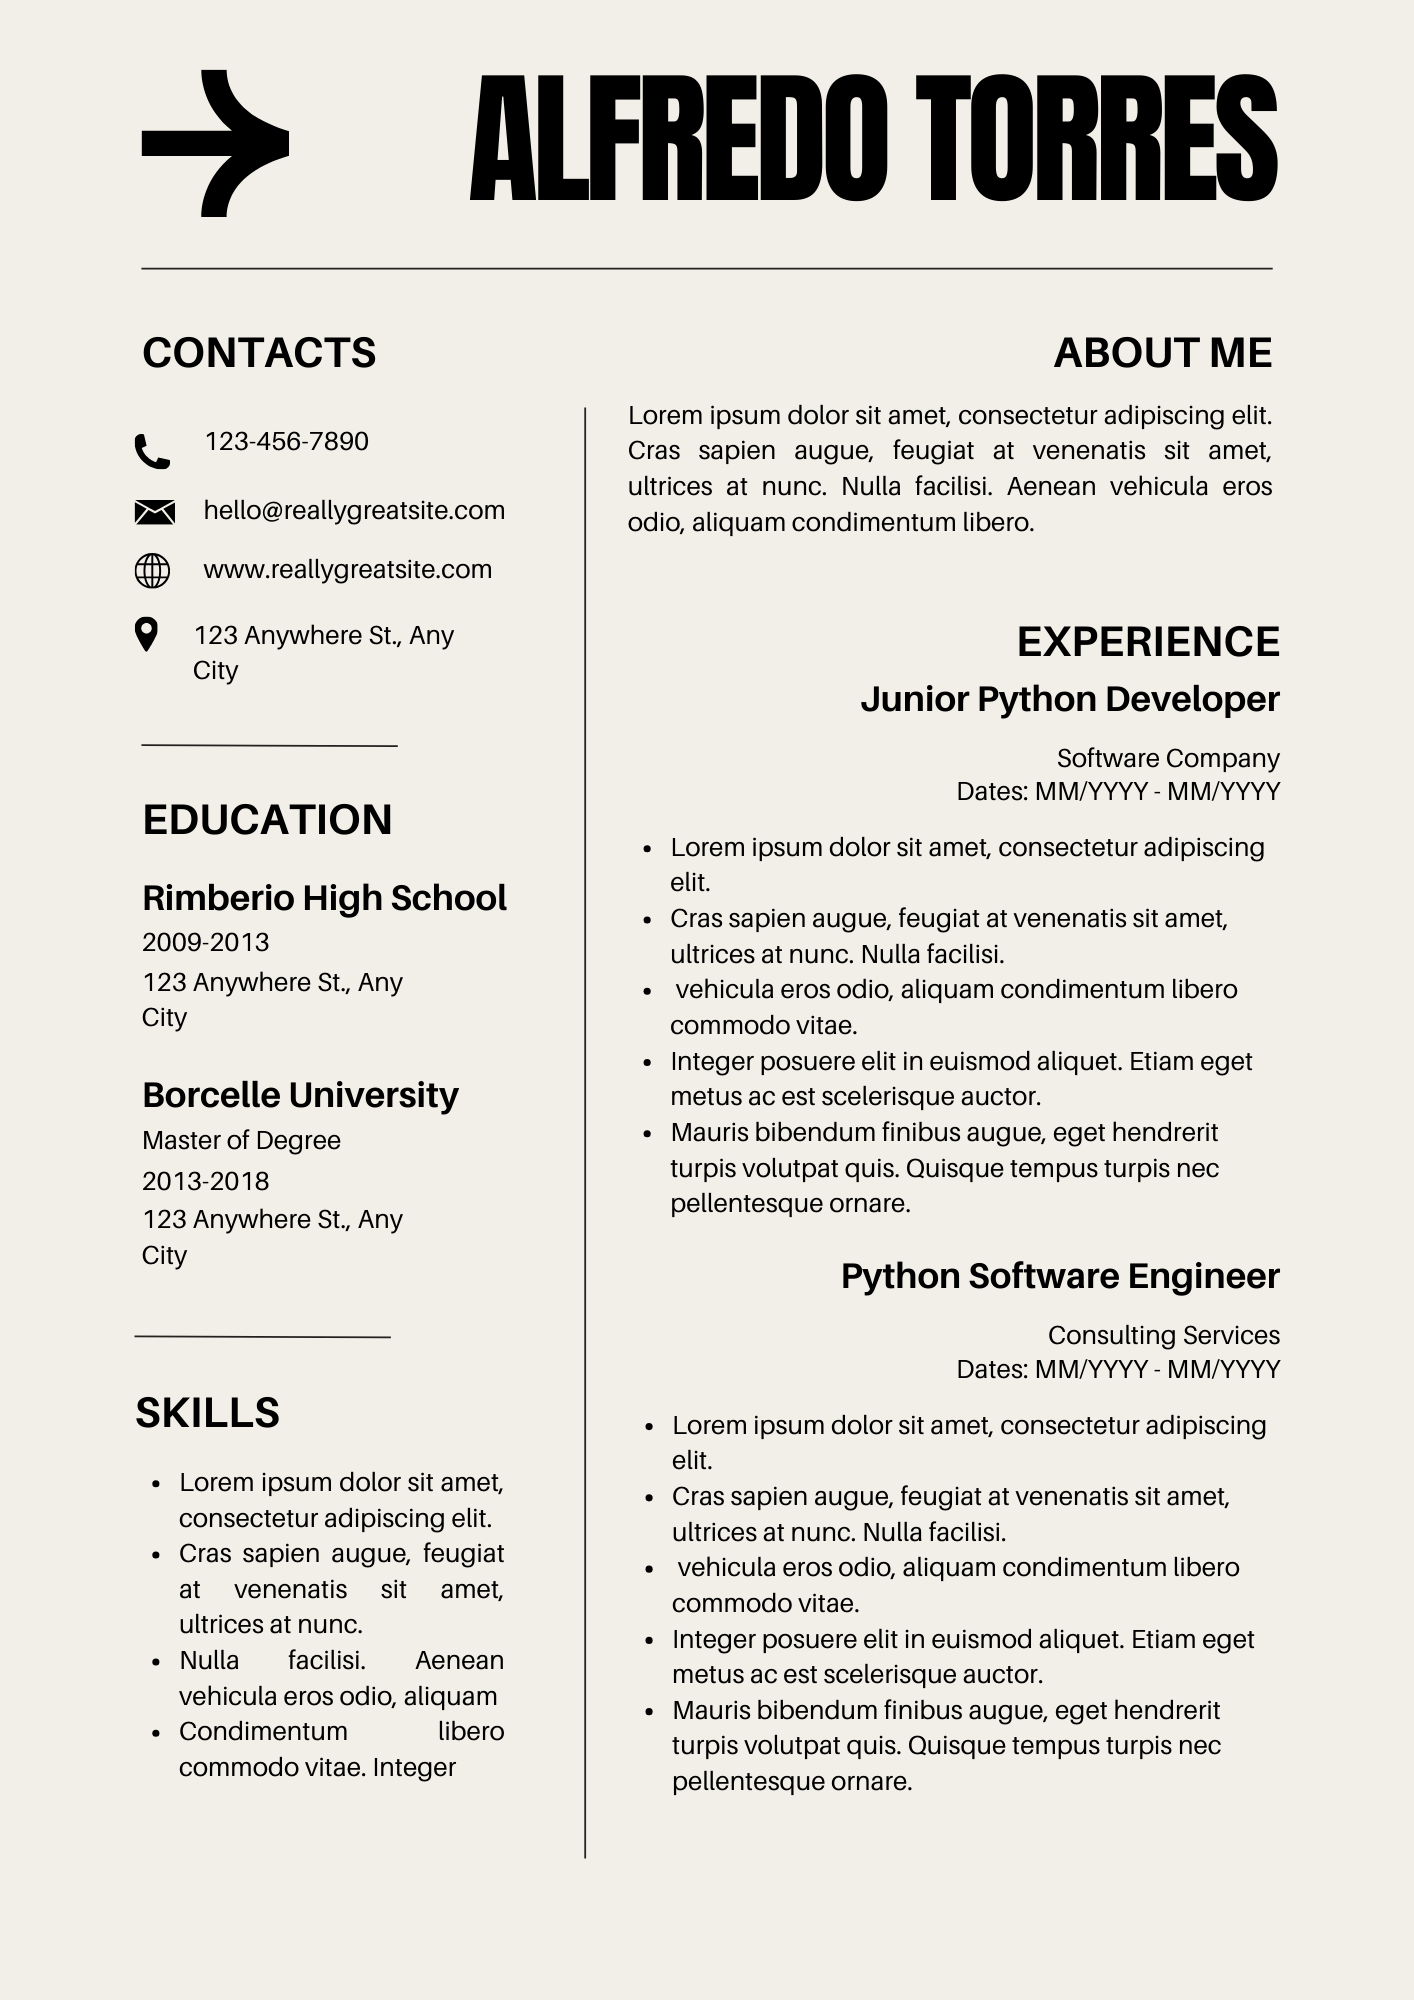 ALFREDO TORRES
CONTACTS
123-456-7890
hello@reallygreatsite.com
www.reallygreatsite.com
123 Anywhere St., Any
City
EDUCATION
Rimberio High School
2009-2013
123 Anywhere St., Any
City
Borcelle University
Master of Degree
2013-2018
123 Anywhere St., Any
City
SKILLS
• Lorem ipsum dolor sit amet,
consectetur adipiscing elit.
• Cras sapien augue, feugiat
at venenatis sit amet,
ultrices at nunc.
• Nulla facilisi. Aenean
vehicula eros odio, aliquam
• Condimentum libero
commodo vitae. Integer
ABOUT ME
Lorem ipsum dolor sit amet, consectetur adipiscing elit.
Cras sapien augue, feugiat at venenatis sit amet,
ultrices at nunc. Nulla facilisi. Aenean vehicula eros
odio, aliquam condimentum libero.
EXPERIENCE
Junior Python Developer
Software Company
Dates: MM/YYYY - MM/YYYY
• Lorem ipsum dolor sit amet, consectetur adipiscing
elit.
• Cras sapien augue, feugiat at venenatis sit amet,
ultrices at nunc. Nulla facilisi.
• vehicula eros odio, aliquam condimentum libero
commodo vitae.
• Integer posuere elit in euismod aliquet. Etiam eget
metus ac est scelerisque auctor.
• Mauris bibendum finibus augue, eget hendrerit
turpis volutpat quis. Quisque tempus turpis nec
pellentesque ornare.
Python Software Engineer
Consulting Services
Dates: MM/YYYY - MM/YYYY
• Lorem ipsum dolor sit amet, consectetur adipiscing
elit.
• Cras sapien augue, feugiat at venenatis sit amet,
ultrices at nunc. Nulla facilisi.
• vehicula eros odio, aliquam condimentum libero
commodo vitae.
• Integer posuere elit in euismod aliquet. Etiam eget
metus ac est scelerisque auctor.
• Mauris bibendum finibus augue, eget hendrerit
turpis volutpat quis. Quisque tempus turpis nec
pellentesque ornare.